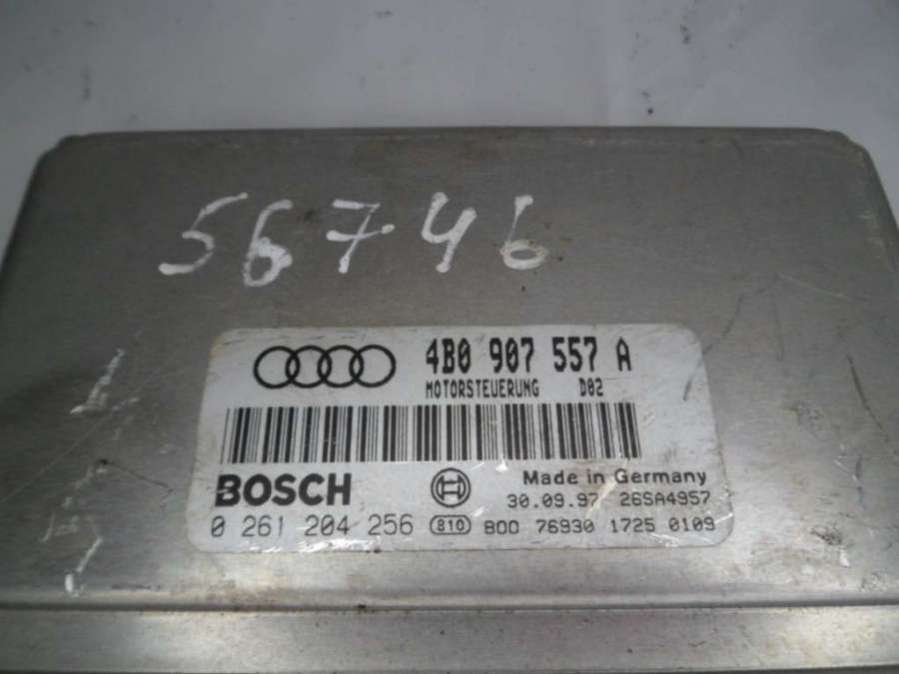 56746
4B0 907 557 A
MOTORSTEUERUNG D02
BOSCH
Made in Germany
30.09.97 26SA4957
0 261 204 256 810 800 76930 1725 0109